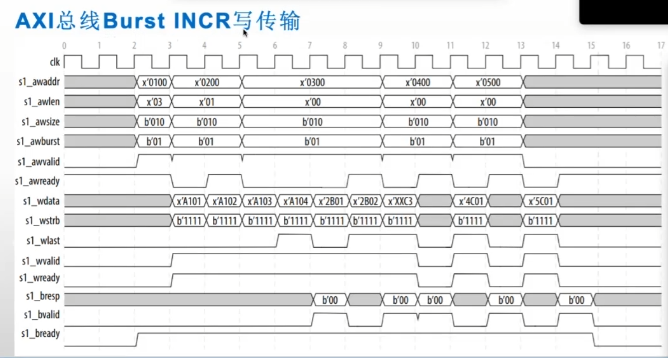 AXI总线Burst INCR写传输
0 1 2 3 4 5 6 7 8 9 10 11 12 13 14 15 16 17
clk
s1_awaddr x'0100 x'0200 x'0300 x'0400 x'0500
s1_awlen x'03 x'01 x'00 x'00 x'00
s1_awsize b'010 b'010 b'010 b'010 b'010
s1_awburst b'01 b'01 b'01 b'01 b'01
s1_awvalid
s1_awready
s1_wdata x'A101 x'A102 x'A103 x'A104 x'2B01 x'2B02 x'XXC3 x'4C01 x'5C01
s1_wstrb b'1111 b'1111 b'1111 b'1111 b'1111 b'1111 b'1111 b'1111 b'1111
s1_wlast
s1_wvalid
s1_wready
s1_bresp b'00 b'00 b'00 b'00 b'00
s1_bvalid
s1_bready